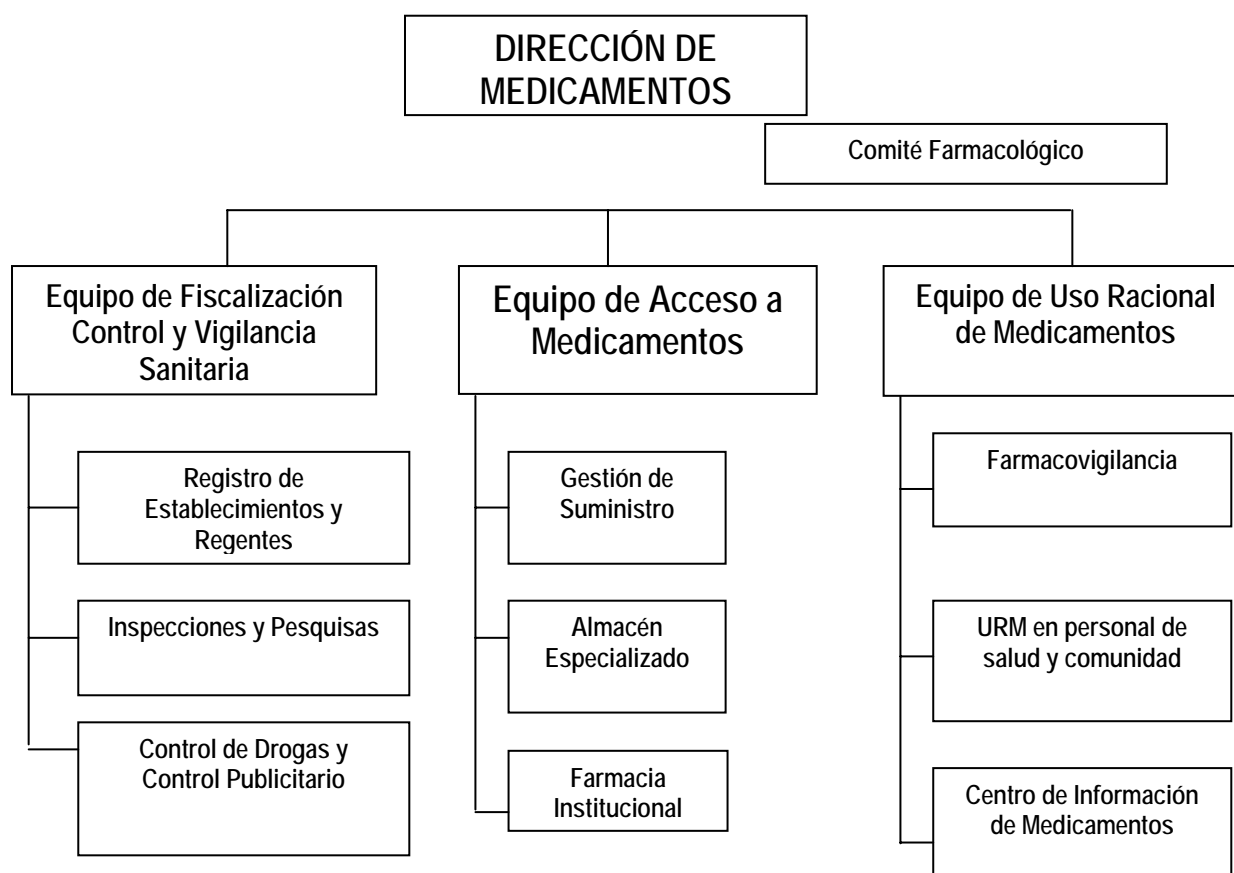 DIRECCIÓN DE
MEDICAMENTOS
Comité Farmacológico
Equipo de Fiscalización
Control y Vigilancia
Sanitaria
Equipo de Acceso a
Medicamentos
Equipo de Uso Racional
de Medicamentos
Registro de
Establecimientos y
Regentes
Inspecciones y Pesquisas
Control de Drogas y
Control Publicitario
Gestión de
Suministro
Almacén
Especializado
Farmacia
Institucional
Farmacovigilancia
URM en personal de
salud y comunidad
Centro de Información
de Medicamentos